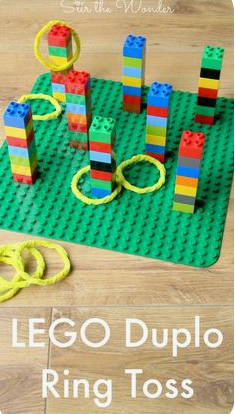 Stir the Wonder
LEGO Duplo
Ring Toss